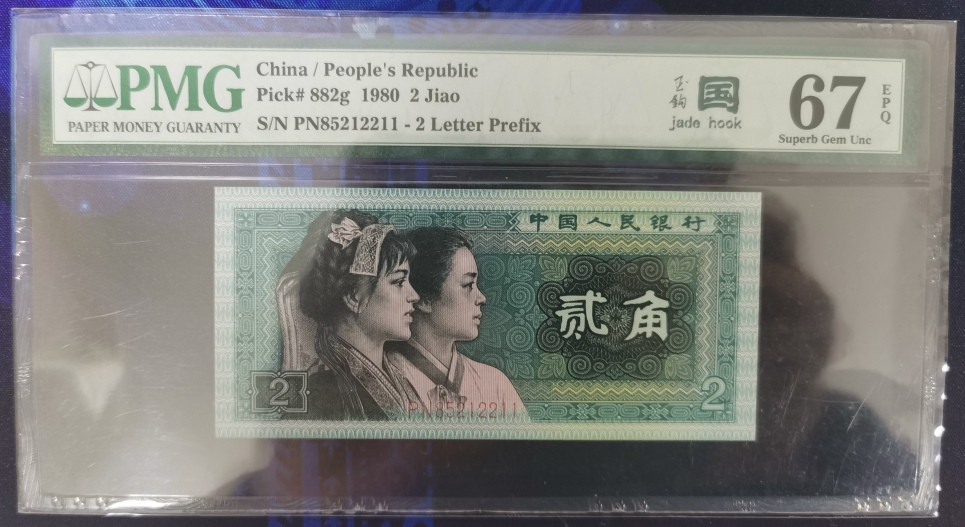 PMG
PAPER MONEY GUARANTY
China / People's Republic
Pick# 882g 1980 2 Jiao
S/N PN85212211 - 2 Letter Prefix
玉钩
国
jade hook
67
EPQ
Superb Gem Unc
中国人民银行
贰角
2
2
PN85212211